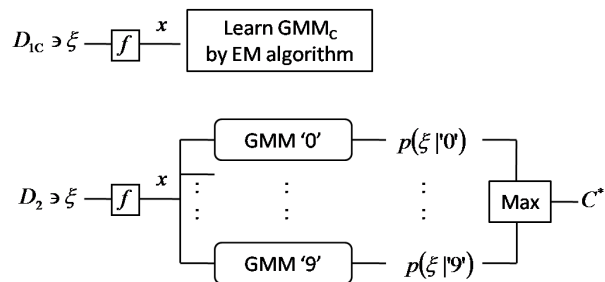 D1C ∋ ξ f x Learn GMMC
by EM algorithm
GMM '0' p(ξ|'0')
D2 ∋ ξ f x ⋮ ⋮ ⋮ Max C*
GMM '9' p(ξ|'9')